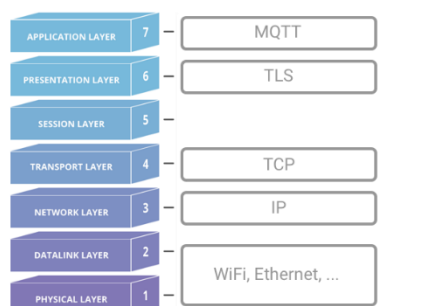 APPLICATION LAYER 7 – MQTT
PRESENTATION LAYER 6 – TLS
SESSION LAYER 5 –
TRANSPORT LAYER 4 – TCP
NETWORK LAYER 3 – IP
DATALINK LAYER 2 –
WiFi, Ethernet, ...
PHYSICAL LAYER 1 –